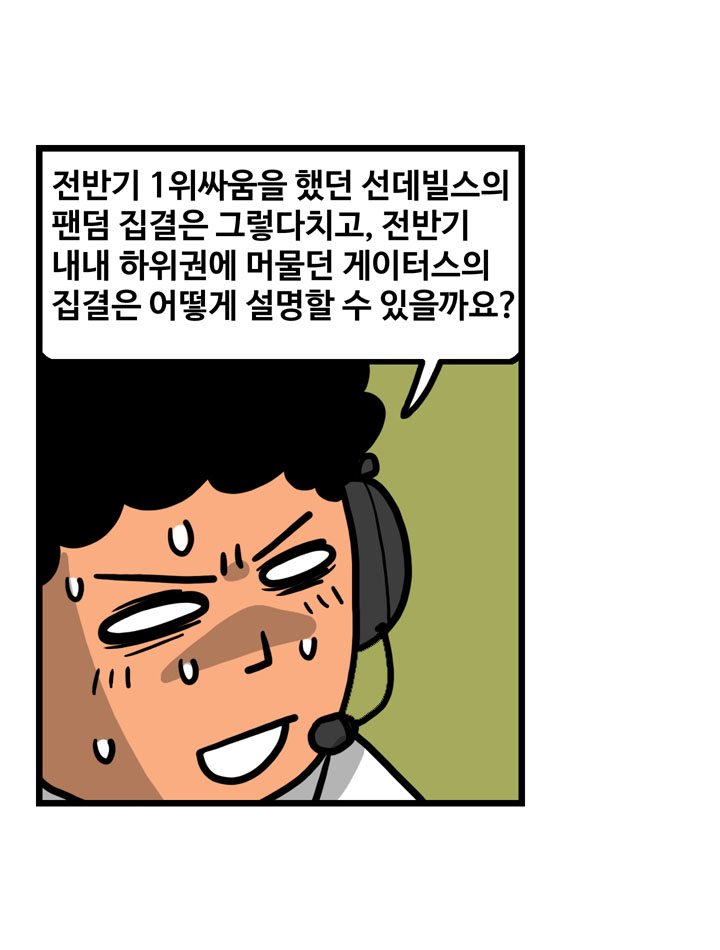 전반기 1위싸움을 했던 선데빌스의
팬덤 집결은 그렇다치고, 전반기
내내 하위권에 머물던 게이터스의
집결은 어떻게 설명할 수 있을까요?